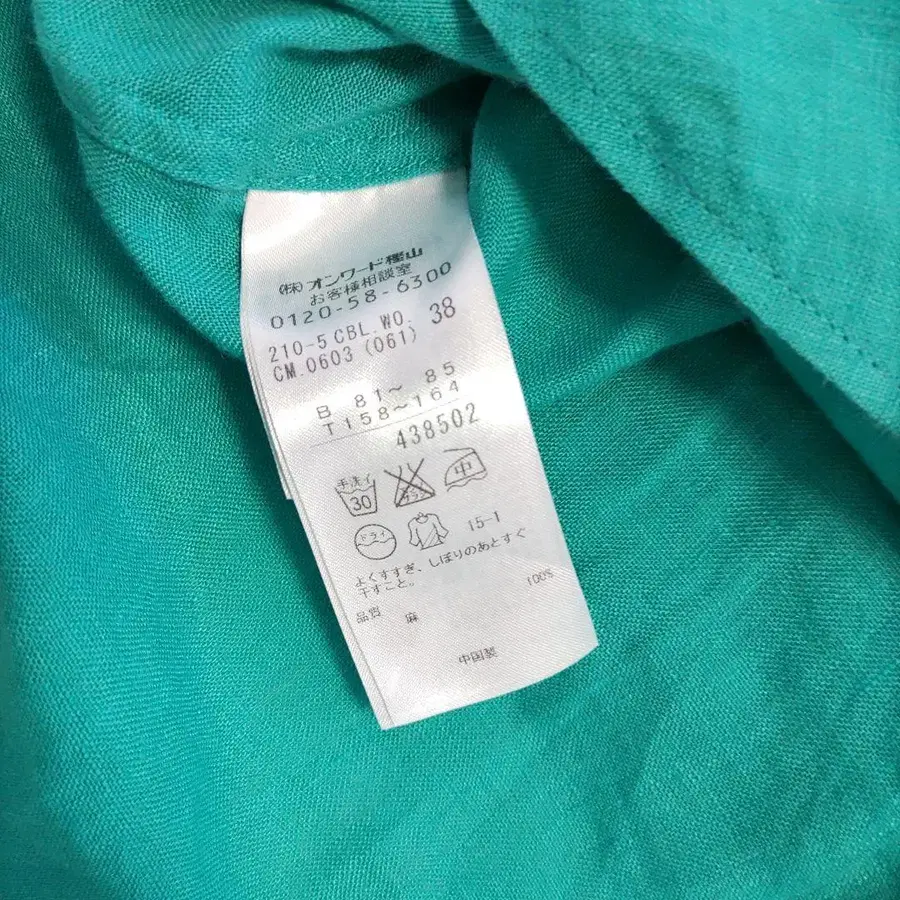 (株)オンワード樫山
お客様相談室
0120-58-6300
210-5 CBL.WO. 38
CM.0603 (061)
B 81〜 85
T158〜164
438502
手洗イ 中
30
ドライ 15-1
よくすすぎ、しぼりのあとすぐ
干すこと。
品質 麻 100%
中国製